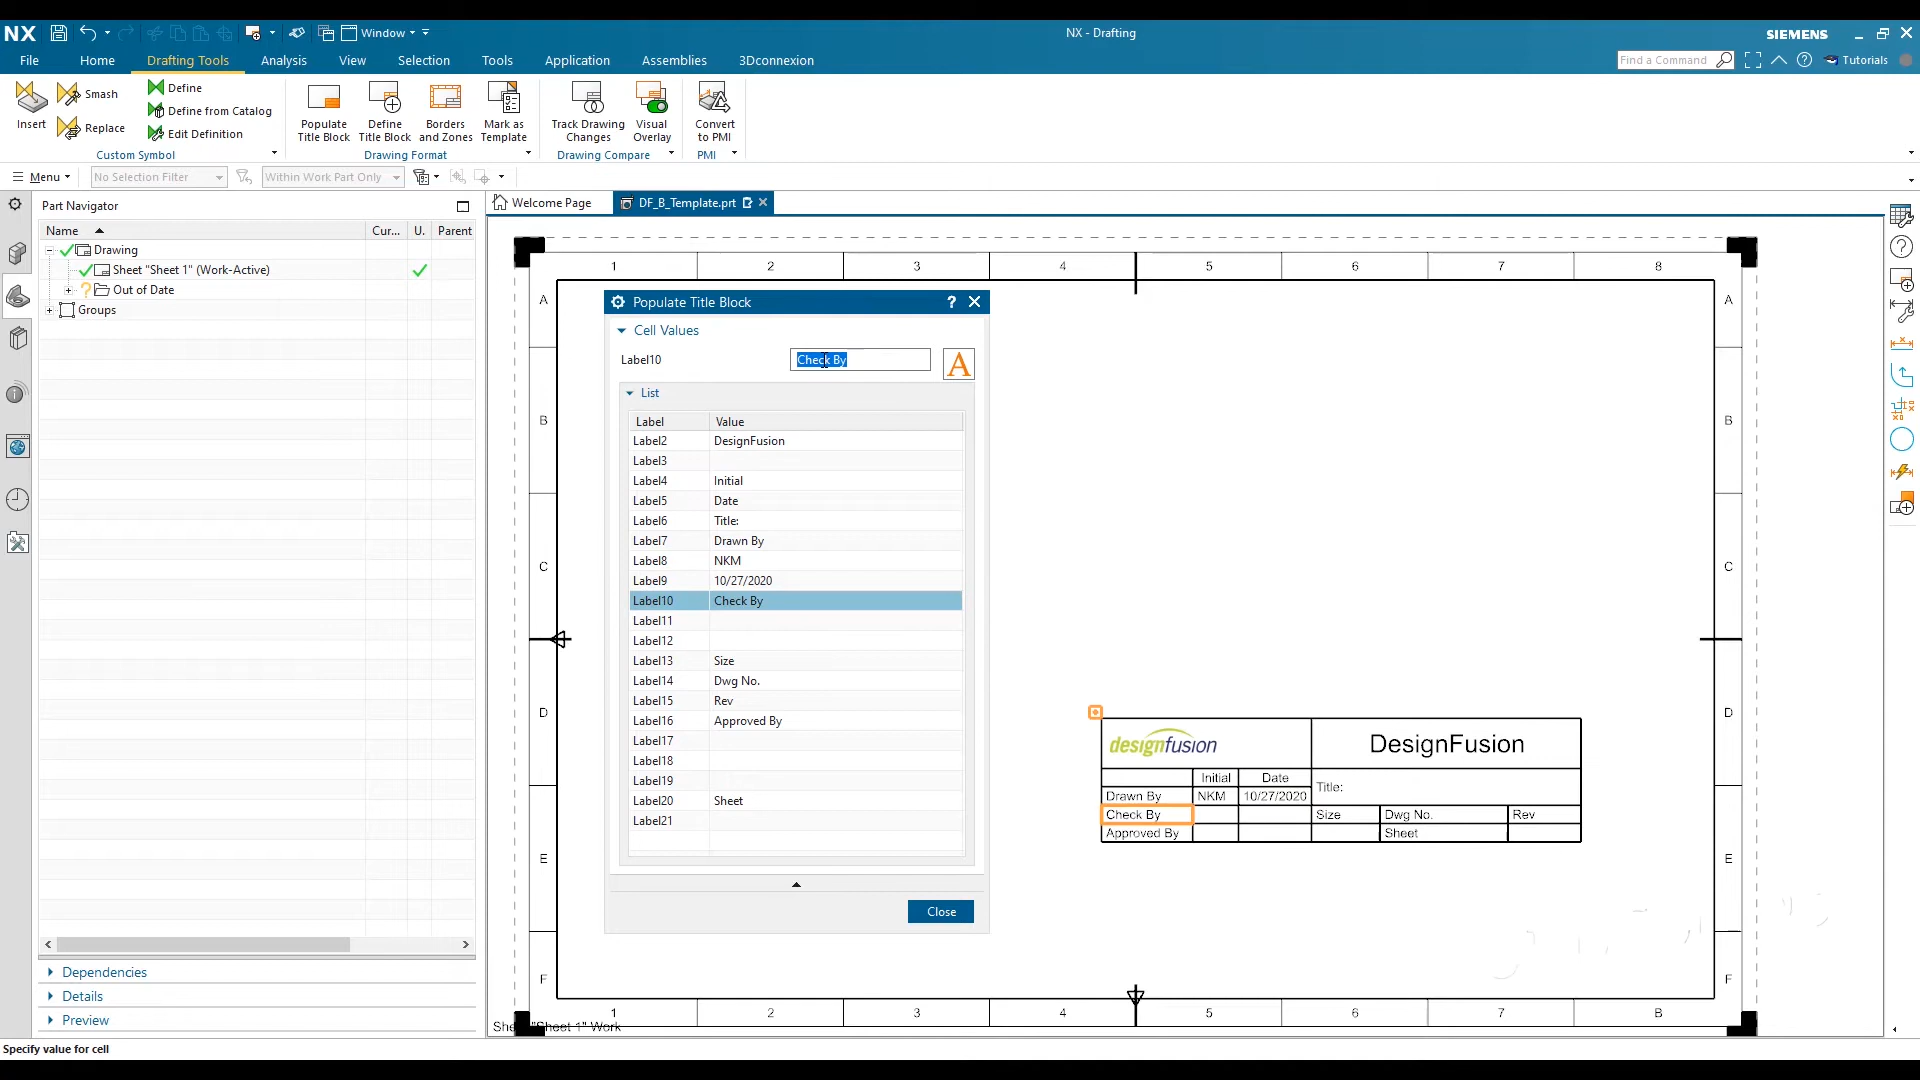 NX
Window
NX - Drafting
SIEMENS
File
Home
Drafting Tools
Analysis
View
Selection
Tools
Application
Assemblies
3Dconnexion
Find a Command
Tutorials
Insert
Smash
Replace
Define
Define from Catalog
Edit Definition
Populate
Title Block
Define
Title Block
Borders
and Zones
Mark as
Template
Track Drawing
Changes
Visual
Overlay
Convert
to PMI
Custom Symbol
Drawing Format
Drawing Compare
PMI
Menu
No Selection Filter
Within Work Part Only
Part Navigator
Name
Cur...
U.
Parent
Drawing
Sheet "Sheet 1" (Work-Active)
Out of Date
Groups
Dependencies
Details
Preview
Specify value for cell
Welcome Page
DF_B_Template.prt
1 2 3 4 5 6 7 8
A A
B B
C C
D D
E E
F F
1 2 3 4 5 6 7 B
Sheet "Sheet 1" Work
Populate Title Block
Cell Values
Label10 Check By
A
List
Label Value
Label2 DesignFusion
Label3
Label4 Initial
Label5 Date
Label6 Title:
Label7 Drawn By
Label8 NKM
Label9 10/27/2020
Label10 Check By
Label11
Label12
Label13 Size
Label14 Dwg No.
Label15 Rev
Label16 Approved By
Label17
Label18
Label19
Label20 Sheet
Label21
Close
designfusion
DesignFusion
Initial Date
Title:
Drawn By NKM 10/27/2020
Check By
Size Dwg No. Rev
Approved By
Sheet